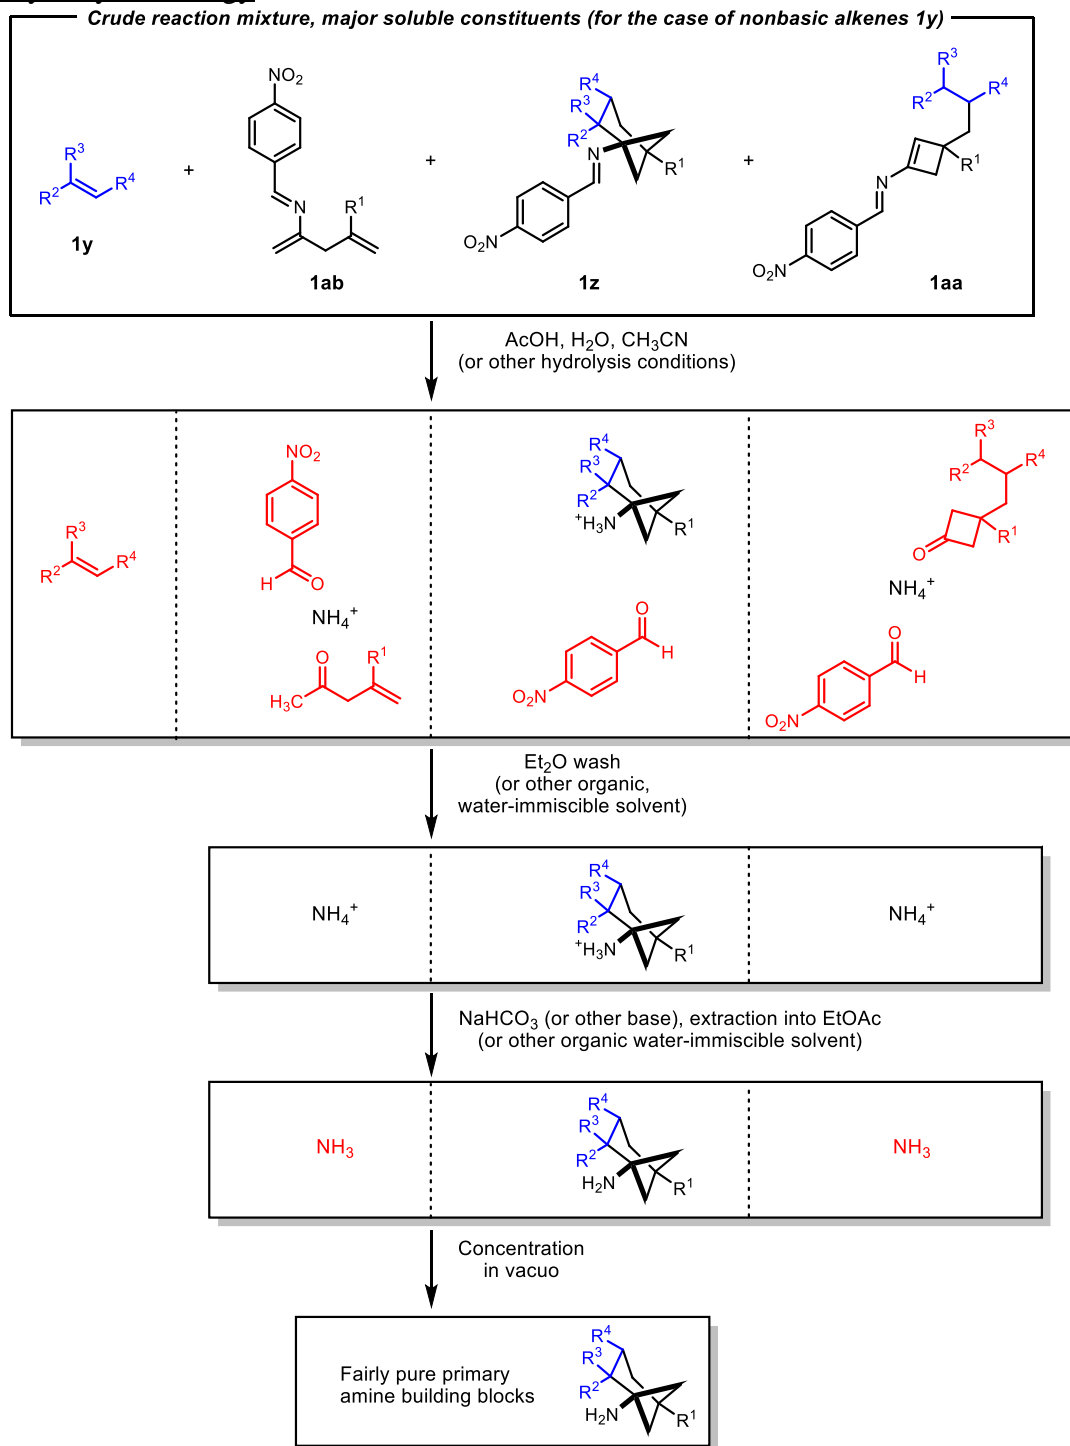 Crude reaction mixture, major soluble constituents (for the case of nonbasic alkenes 1y)
R³
R²
R⁴
1y
+
NO₂
N
R¹
1ab
+
R⁴
R³
R²
N
R¹
O₂N
1z
+
R³
R²
R⁴
R¹
N
O₂N
1aa
AcOH, H₂O, CH₃CN
(or other hydrolysis conditions)
R³
R²
R⁴
NO₂
H
O
NH₄⁺
O
R¹
H₃C
R⁴
R³
R²
⁺H₃N
R¹
O
H
O₂N
R³
R²
R⁴
R¹
O
NH₄⁺
O
H
O₂N
Et₂O wash
(or other organic,
water-immiscible solvent)
NH₄⁺
R⁴
R³
R²
⁺H₃N
R¹
NH₄⁺
NaHCO₃ (or other base), extraction into EtOAc
(or other organic water-immiscible solvent)
NH₃
R⁴
R³
R²
H₂N
R¹
NH₃
Concentration
in vacuo
Fairly pure primary
amine building blocks
R⁴
R³
R²
H₂N
R¹